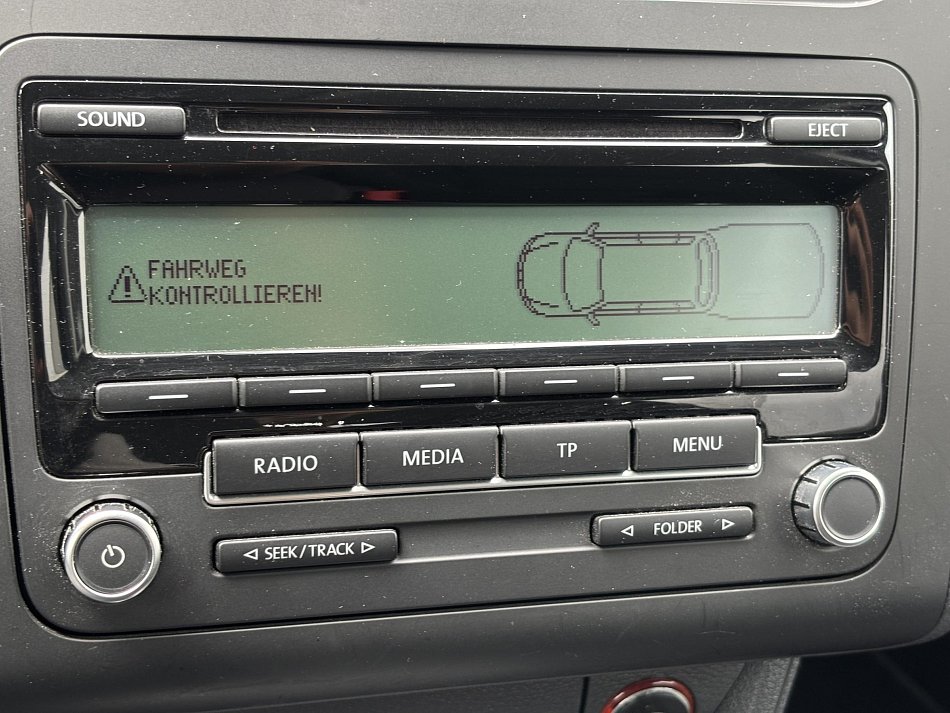 SOUND
EJECT
FAHRWEG
KONTROLLIEREN!
RADIO
MEDIA
TP
MENU
SEEK/TRACK
FOLDER